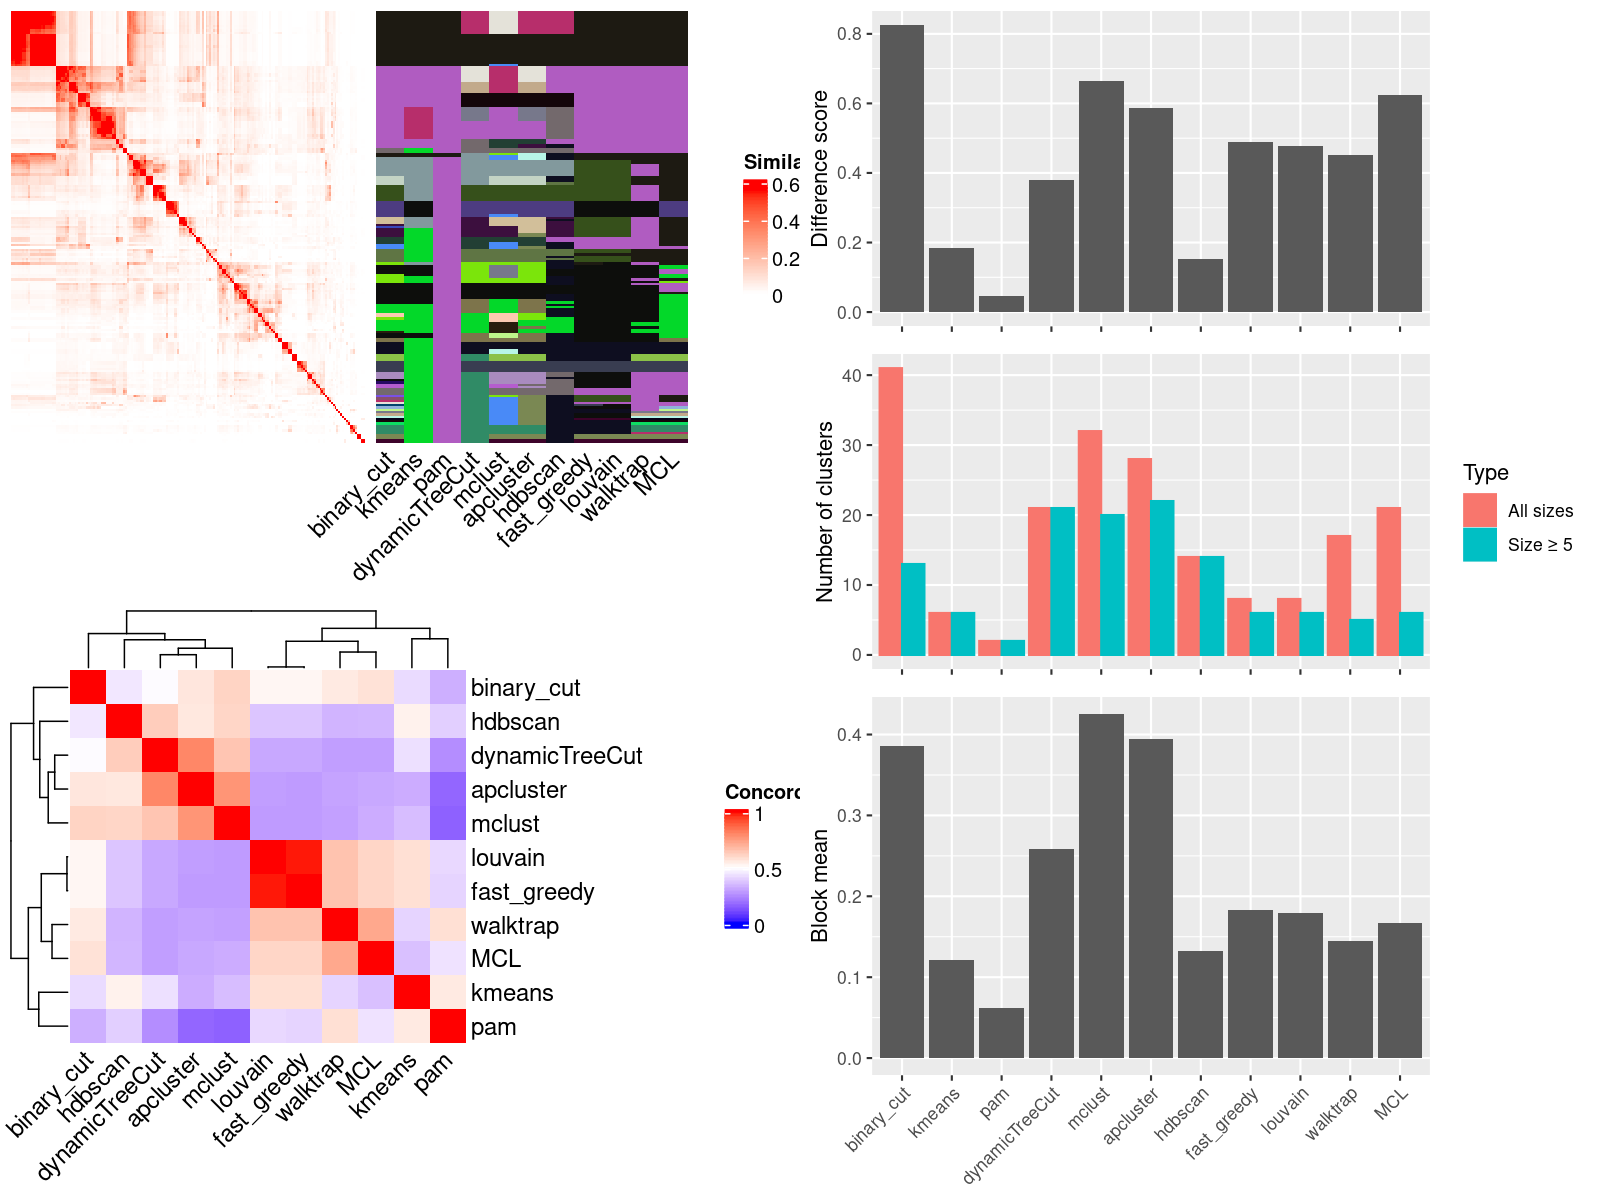 Simila
0.6
0.4
0.2
0
binary_cut
kmeans
pam
dynamicTreeCut
mclust
apcluster
hdbscan
fast_greedy
louvain
walktrap
MCL
binary_cut
hdbscan
dynamicTreeCut
apcluster
mclust
louvain
fast_greedy
walktrap
MCL
kmeans
pam
binary_cut
hdbscan
dynamicTreeCut
apcluster
mclust
louvain
fast_greedy
walktrap
MCL
kmeans
pam
Concord
1
0.5
0
Difference score
0.8
0.6
0.4
0.2
0.0
Number of clusters
40
30
20
10
0
Type
All sizes
Size ≥ 5
Block mean
0.4
0.3
0.2
0.1
0.0
binary_cut
kmeans
pam
dynamicTreeCut
mclust
apcluster
hdbscan
fast_greedy
louvain
walktrap
MCL